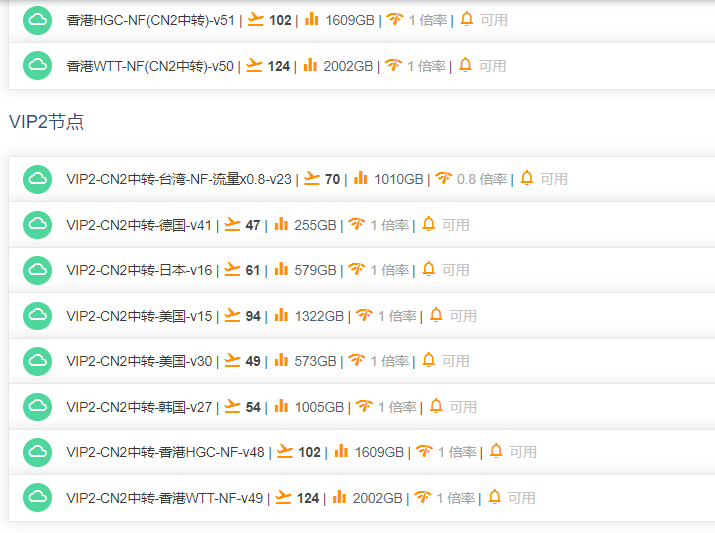 香港HGC-NF(CN2中转)-v51 | 102 | 1609GB | 1 倍率 | 可用
香港WTT-NF(CN2中转)-v50 | 124 | 2002GB | 1 倍率 | 可用
VIP2节点
VIP2-CN2中转-台湾-NF-流量x0.8-v23 | 70 | 1010GB | 0.8 倍率 | 可用
VIP2-CN2中转-德国-v41 | 47 | 255GB | 1 倍率 | 可用
VIP2-CN2中转-日本-v16 | 61 | 579GB | 1 倍率 | 可用
VIP2-CN2中转-美国-v15 | 94 | 1322GB | 1 倍率 | 可用
VIP2-CN2中转-美国-v30 | 49 | 573GB | 1 倍率 | 可用
VIP2-CN2中转-韩国-v27 | 54 | 1005GB | 1 倍率 | 可用
VIP2-CN2中转-香港HGC-NF-v48 | 102 | 1609GB | 1 倍率 | 可用
VIP2-CN2中转-香港WTT-NF-v49 | 124 | 2002GB | 1 倍率 | 可用